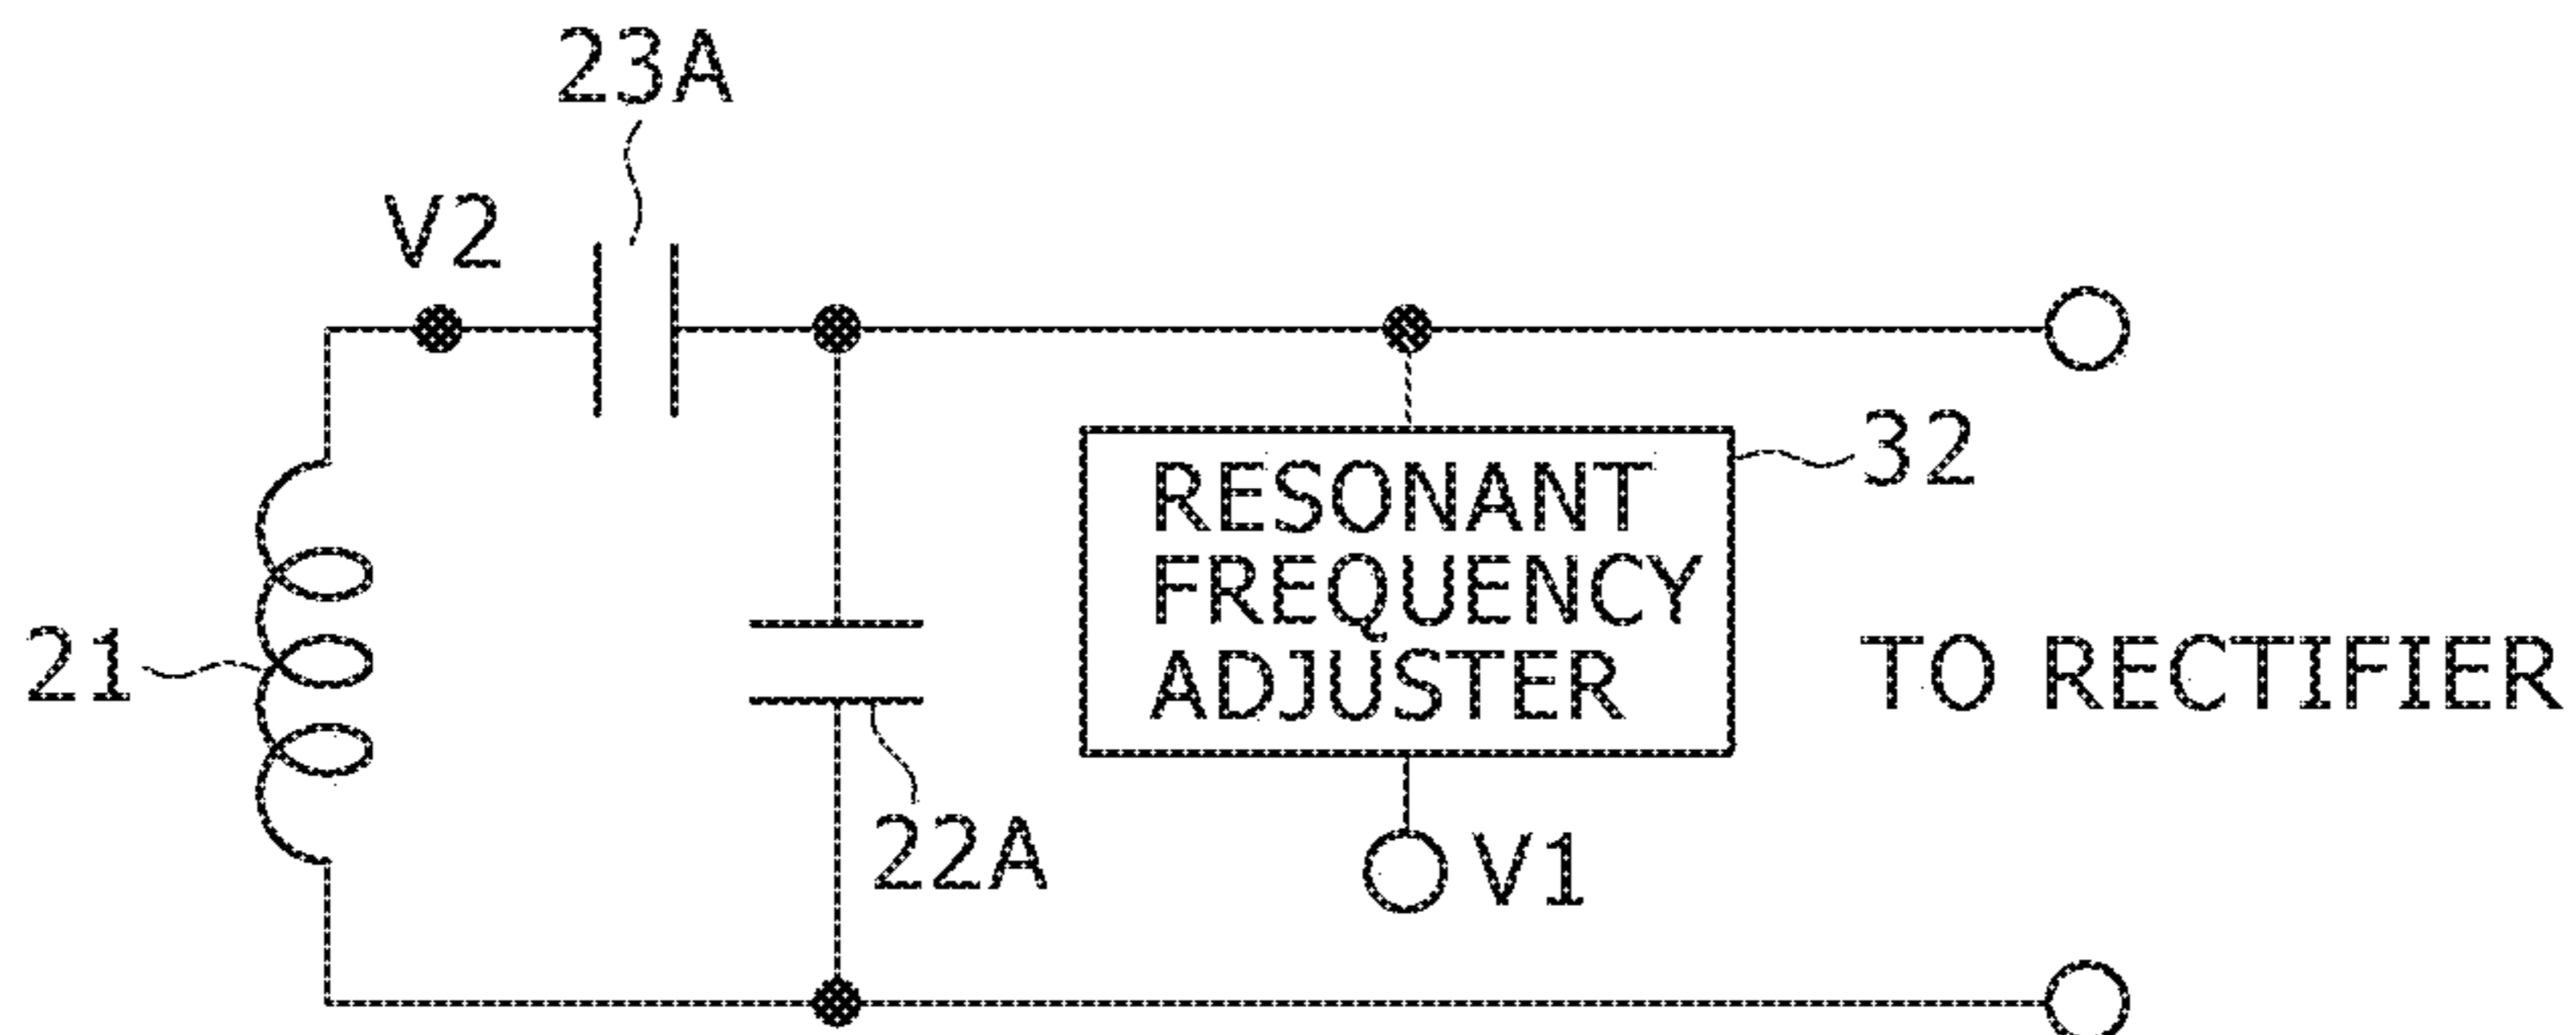 23A
V2
32
RESONANT
FREQUENCY
ADJUSTER
21
TO RECTIFIER
22A
V1